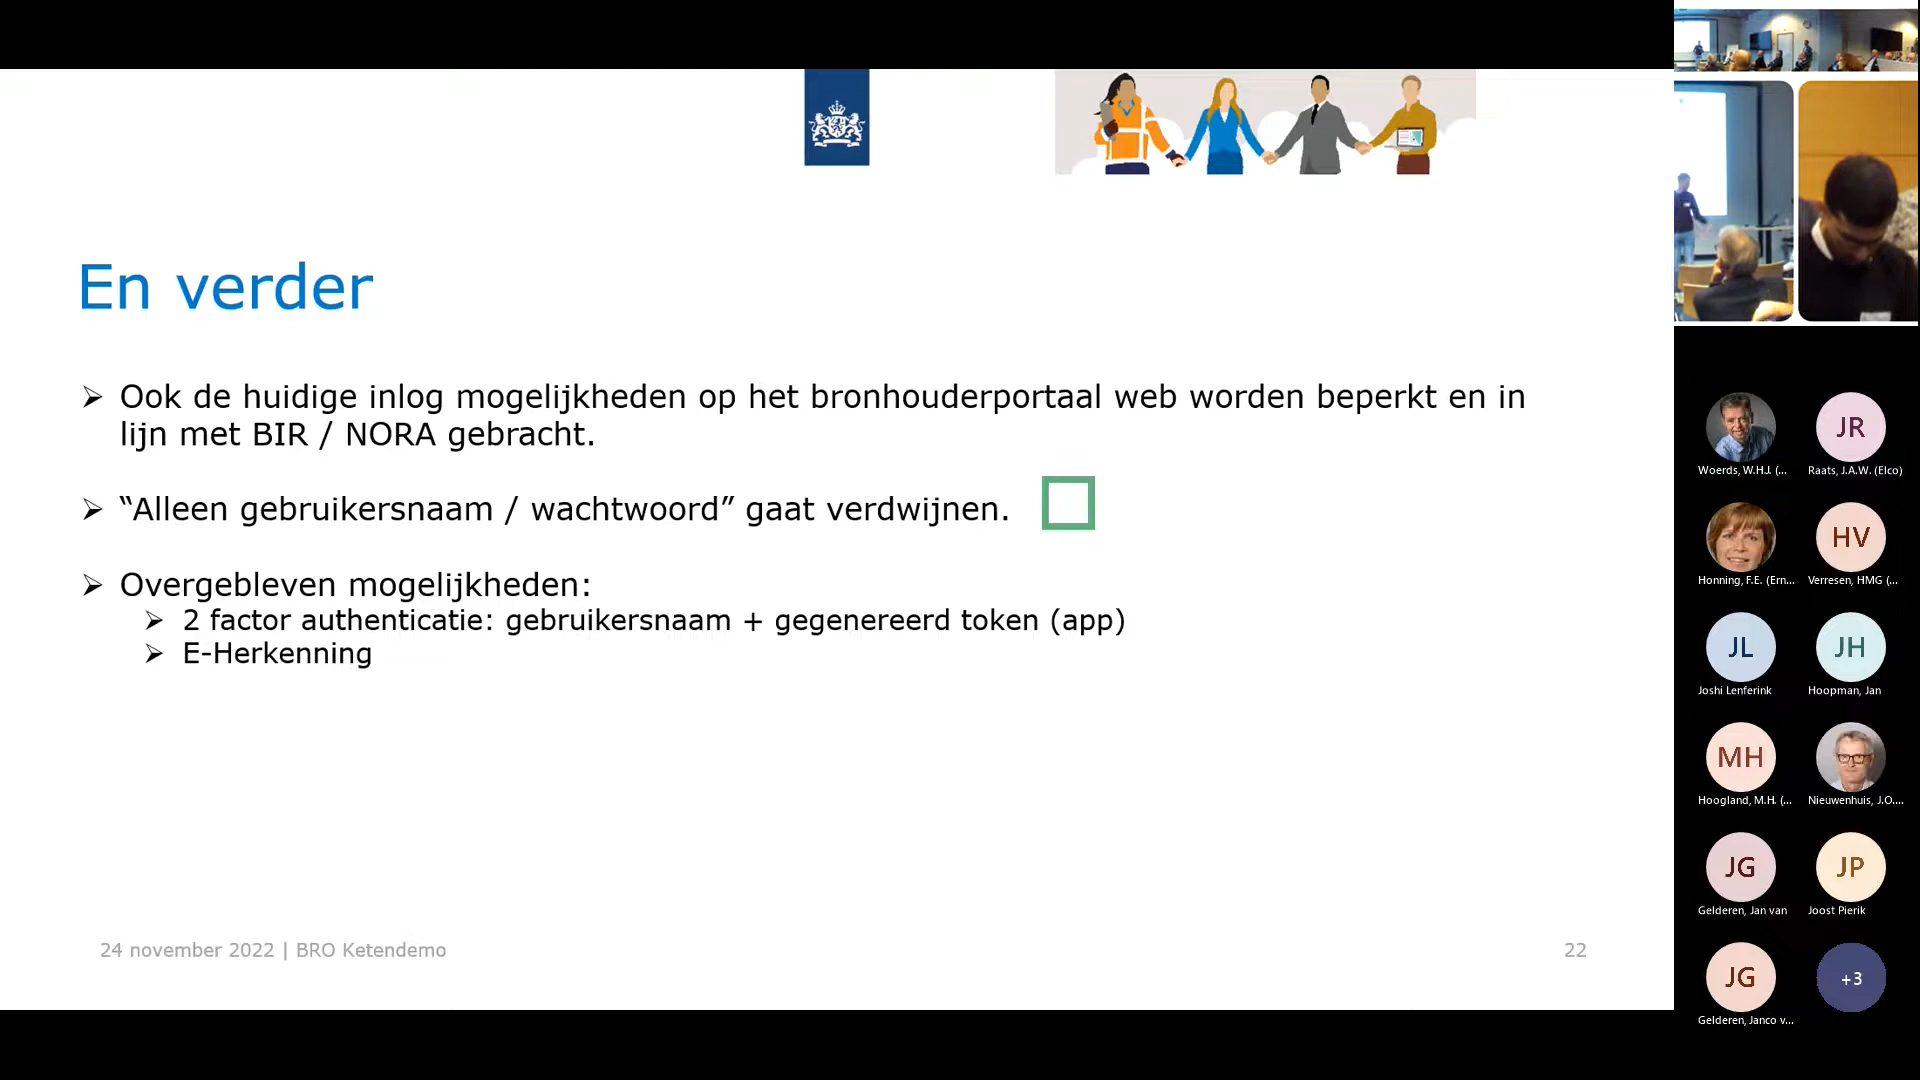 En verder
Ook de huidige inlog mogelijkheden op het bronhouderportaal web worden beperkt en in
lijn met BIR / NORA gebracht.
“Alleen gebruikersnaam / wachtwoord” gaat verdwijnen.
Overgebleven mogelijkheden:
2 factor authenticatie: gebruikersnaam + gegenereerd token (app)
E-Herkenning
24 november 2022 | BRO Ketendemo
22
JR
Woerds, W.H.J. (...
Raats, J.A.W. (Elco)
HV
Honning, F.E. (Ern...
Verresen, HMG (...
JL
JH
Joshi Lenferink
Hoopman, Jan
MH
Hoogland, M.H. (...
Nieuwenhuis, J.O....
JG
JP
Gelderen, Jan van
Joost Pierik
JG
+3
Gelderen, Janco v...